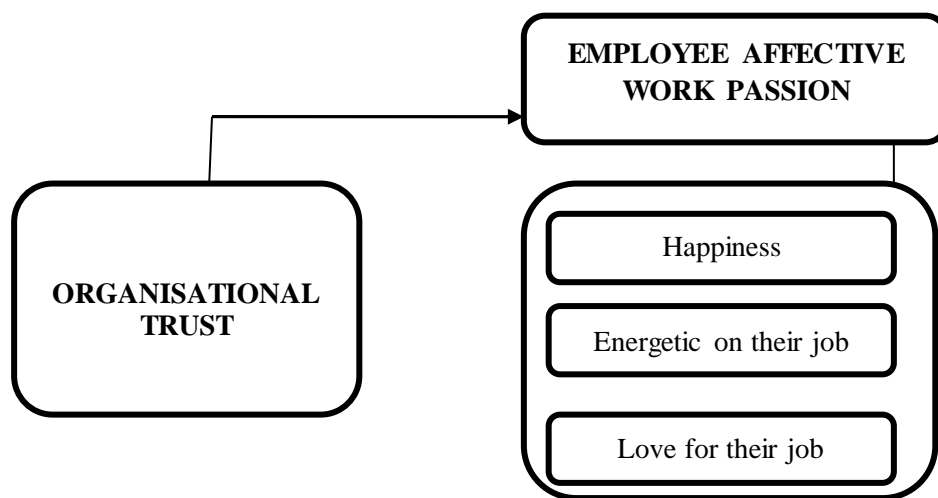 EMPLOYEE AFFECTIVE
WORK PASSION
ORGANISATIONAL
TRUST
Happiness
Energetic on their job
Love for their job